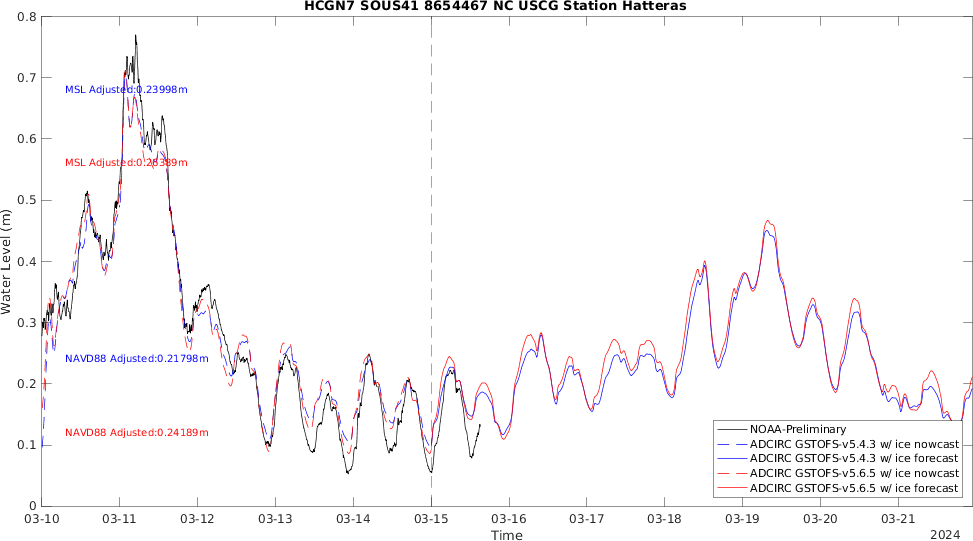 HCGN7 SOUS41 8654467 NC USCG Station Hatteras
0.8
0.7
0.6
0.5
0.4
0.3
0.2
0.1
0
Water Level (m)
MSL Adjusted:0.23998m
MSL Adjusted:0.26389m
NAVD88 Adjusted:0.21798m
NAVD88 Adjusted:0.24189m
NOAA-Preliminary
ADCIRC GSTOFS-v5.4.3 w/ ice nowcast
ADCIRC GSTOFS-v5.4.3 w/ ice forecast
ADCIRC GSTOFS-v5.6.5 w/ ice nowcast
ADCIRC GSTOFS-v5.6.5 w/ ice forecast
03-10 03-11 03-12 03-13 03-14 03-15 03-16 03-17 03-18 03-19 03-20 03-21
Time
2024